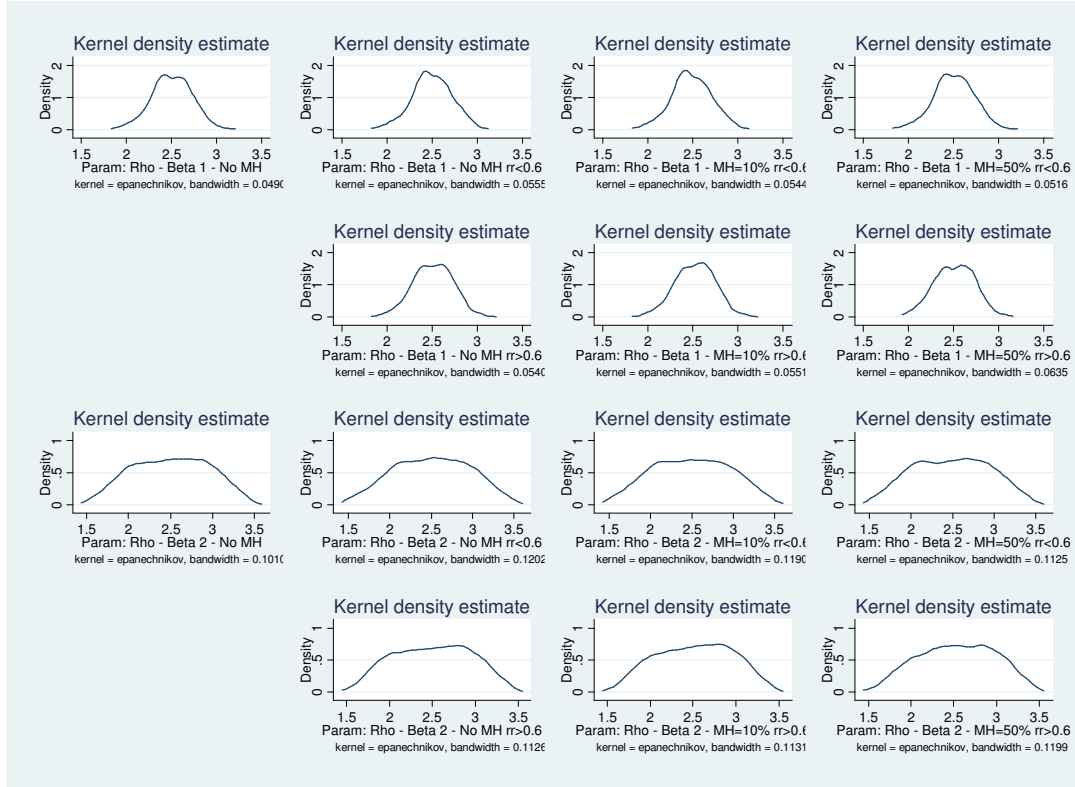 Kernel density estimate
Density
0 1 2
1.5 2 2.5 3 3.5
Param: Rho - Beta 1 - No MH
kernel = epanechnikov, bandwidth = 0.0490
Kernel density estimate
Density
0 1 2
1.5 2 2.5 3 3.5
Param: Rho - Beta 1 - No MH rr<0.6
kernel = epanechnikov, bandwidth = 0.0555
Kernel density estimate
Density
0 1 2
1.5 2 2.5 3 3.5
Param: Rho - Beta 1 - MH=10% rr<0.6
kernel = epanechnikov, bandwidth = 0.0544
Kernel density estimate
Density
0 1 2
1.5 2 2.5 3 3.5
Param: Rho - Beta 1 - MH=50% rr<0.6
kernel = epanechnikov, bandwidth = 0.0516
Kernel density estimate
Density
0 1 2
1.5 2 2.5 3 3.5
Param: Rho - Beta 1 - No MH rr>0.6
kernel = epanechnikov, bandwidth = 0.0540
Kernel density estimate
Density
0 1 2
1.5 2 2.5 3 3.5
Param: Rho - Beta 1 - MH=10% rr>0.6
kernel = epanechnikov, bandwidth = 0.0551
Kernel density estimate
Density
0 1 2
1.5 2 2.5 3 3.5
Param: Rho - Beta 1 - MH=50% rr>0.6
kernel = epanechnikov, bandwidth = 0.0635
Kernel density estimate
Density
0 .5 1
1.5 2 2.5 3 3.5
Param: Rho - Beta 2 - No MH
kernel = epanechnikov, bandwidth = 0.1010
Kernel density estimate
Density
0 .5 1
1.5 2 2.5 3 3.5
Param: Rho - Beta 2 - No MH rr<0.6
kernel = epanechnikov, bandwidth = 0.1202
Kernel density estimate
Density
0 .5 1
1.5 2 2.5 3 3.5
Param: Rho - Beta 2 - MH=10% rr<0.6
kernel = epanechnikov, bandwidth = 0.1190
Kernel density estimate
Density
0 .5 1
1.5 2 2.5 3 3.5
Param: Rho - Beta 2 - MH=50% rr<0.6
kernel = epanechnikov, bandwidth = 0.1125
Kernel density estimate
Density
0 .5 1
1.5 2 2.5 3 3.5
Param: Rho - Beta 2 - No MH rr>0.6
kernel = epanechnikov, bandwidth = 0.1126
Kernel density estimate
Density
0 .5 1
1.5 2 2.5 3 3.5
Param: Rho - Beta 2 - MH=10% rr>0.6
kernel = epanechnikov, bandwidth = 0.1131
Kernel density estimate
Density
0 .5 1
1.5 2 2.5 3 3.5
Param: Rho - Beta 2 - MH=50% rr>0.6
kernel = epanechnikov, bandwidth = 0.1199